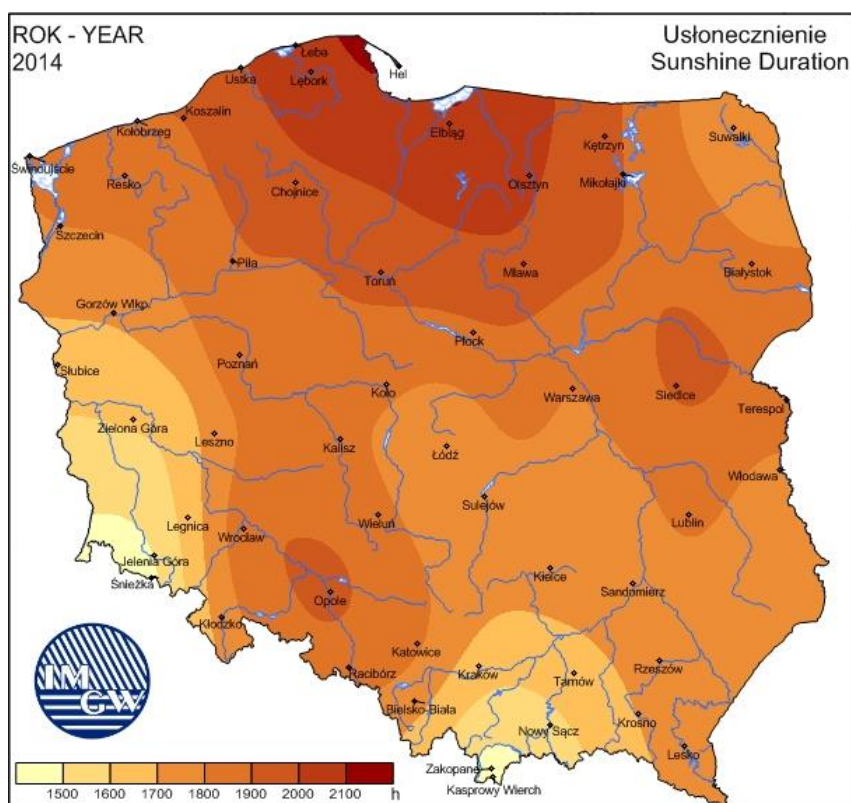 ROK - YEAR
2014
Usłonecznienie
Sunshine Duration
Łeba
Hel
Ustka
Lębork
Koszalin
Kołobrzeg
Elbląg
Suwałki
Kętrzyn
Świnoujście
Resko
Chojnice
Olsztyn
Mikołajki
Szczecin
Piła
Toruń
Mława
Białystok
Gorzów Wlkp.
Płock
Słubice
Poznań
Koło
Warszawa
Siedlce
Terespol
Zielona Góra
Leszno
Kalisz
Łódź
Włodawa
Sulejów
Legnica
Wrocław
Wieluń
Lublin
Jelenia Góra
Śnieżka
Opole
Kielce
Sandomierz
Kłodzko
Katowice
Racibórz
Kraków
Tarnów
Rzeszów
Bielsko-Biała
Nowy Sącz
Krosno
Lesko
Zakopane
Kasprowy Wierch
IM
GW
1500 1600 1700 1800 1900 2000 2100 h